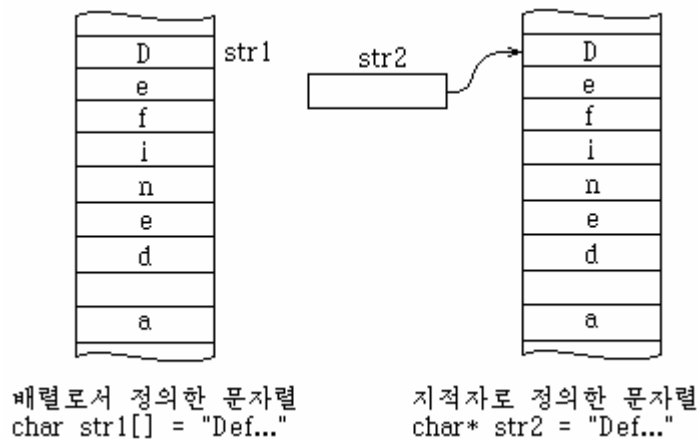 D str1
e
f
i
n
e
d
a
str2
D
e
f
i
n
e
d
a
배렬로서 정의한 문자렬
char str1[] = "Def..."
지적자로 정의한 문자렬
char* str2 = "Def..."